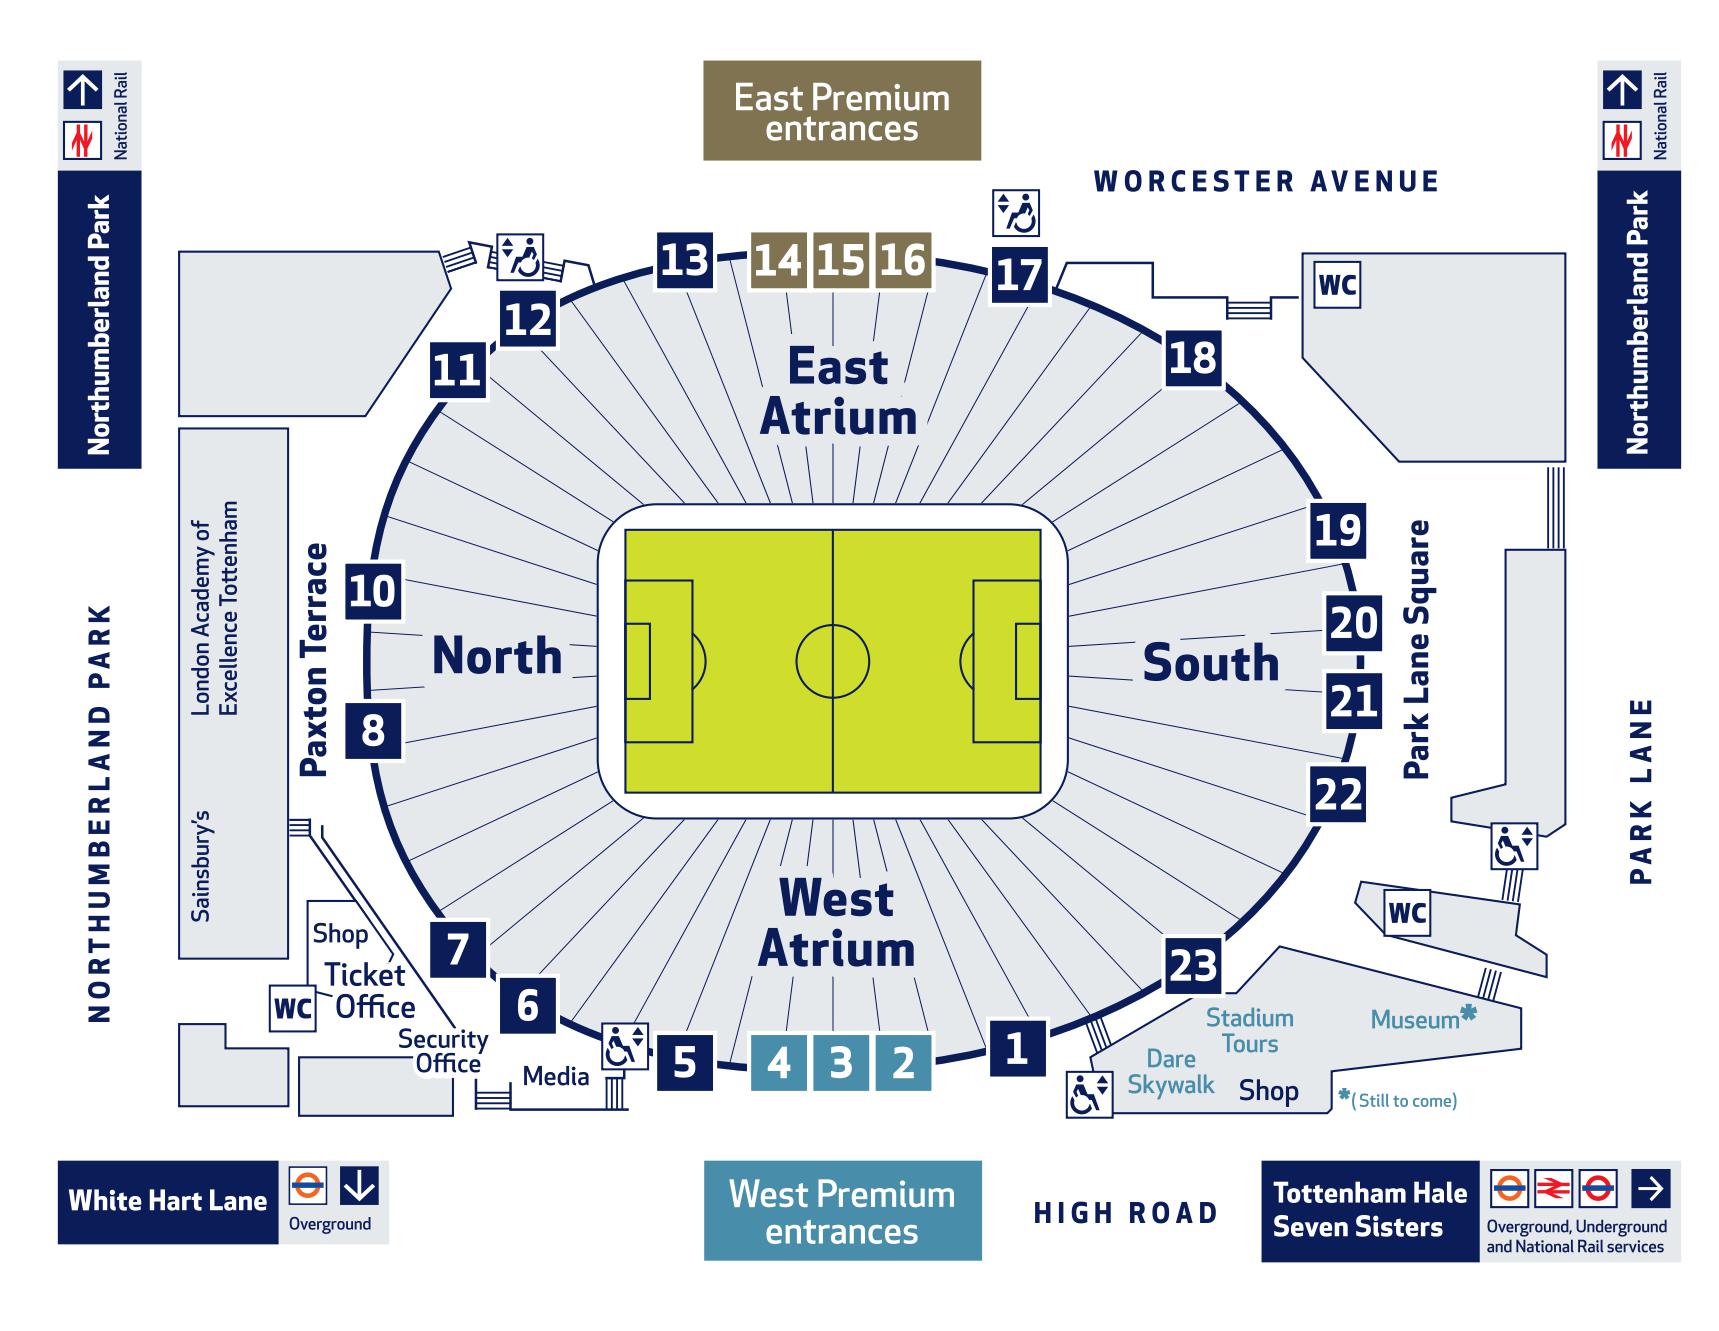 East Premium
entrances
National Rail
Northumberland Park
National Rail
Northumberland Park
WORCESTER AVENUE
13
14
15
16
17
12
11
18
WC
East
Atrium
London Academy of
Excellence Tottenham
Paxton Terrace
10
19
20
Park Lane Square
North
South
NORTHUMBERLAND PARK
8
21
22
PARK LANE
Sainsbury's
West
Atrium
WC
Shop
7
23
Ticket
Office
WC
6
Security
Office
Media
5
4
3
2
1
Stadium
Tours
Museum*
Dare
Skywalk
Shop
*(Still to come)
White Hart Lane
Overground
West Premium
entrances
HIGH ROAD
Tottenham Hale
Seven Sisters
Overground, Underground
and National Rail services